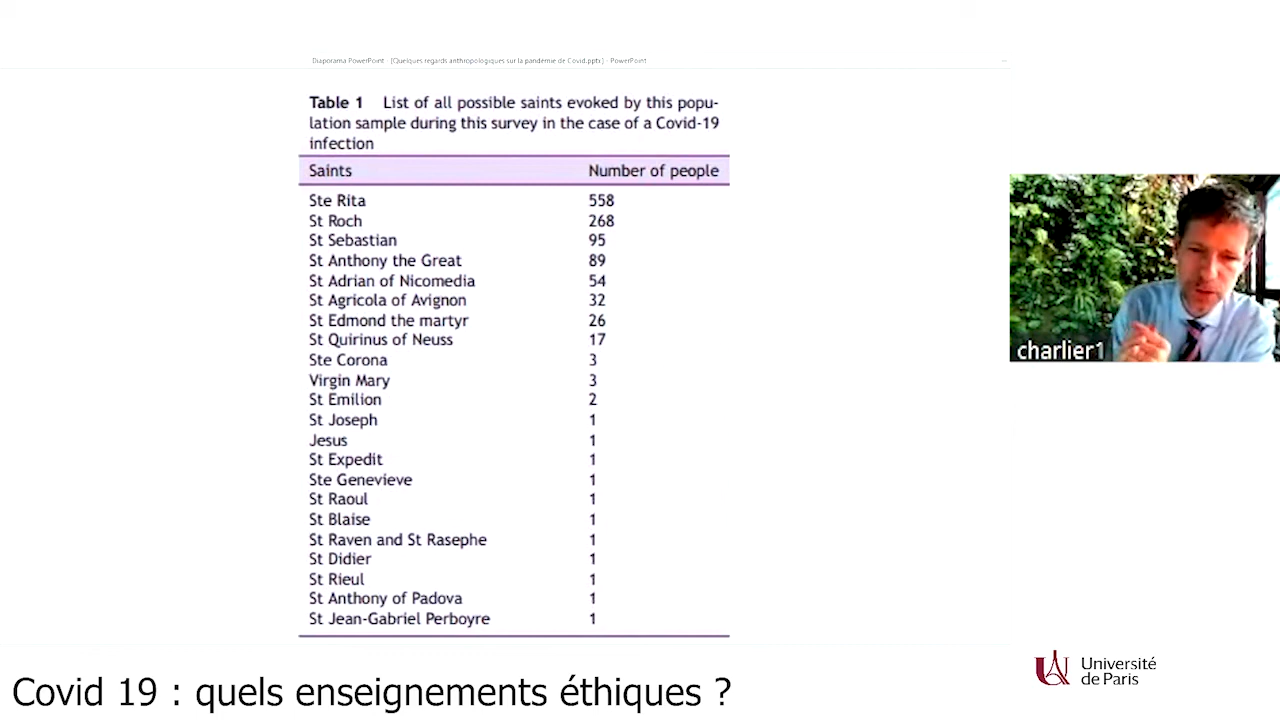 Diaporama PowerPoint - [Quelques regards anthropologiques sur la pandémie de Covid.pptx] - PowerPoint
Table 1 List of all possible saints evoked by this popu-
lation sample during this survey in the case of a Covid-19
infection
Saints Number of people
Ste Rita 558
St Roch 268
St Sebastian 95
St Anthony the Great 89
St Adrian of Nicomedia 54
St Agricola of Avignon 32
St Edmond the martyr 26
St Quirinus of Neuss 17
Ste Corona 3
Virgin Mary 3
St Emilion 2
St Joseph 1
Jesus 1
St Expedit 1
Ste Genevieve 1
St Raoul 1
St Blaise 1
St Raven and St Rasephe 1
St Didier 1
St Rieul 1
St Anthony of Padova 1
St Jean-Gabriel Perboyre 1
charlier1
Université
de Paris
Covid 19 : quels enseignements éthiques ?